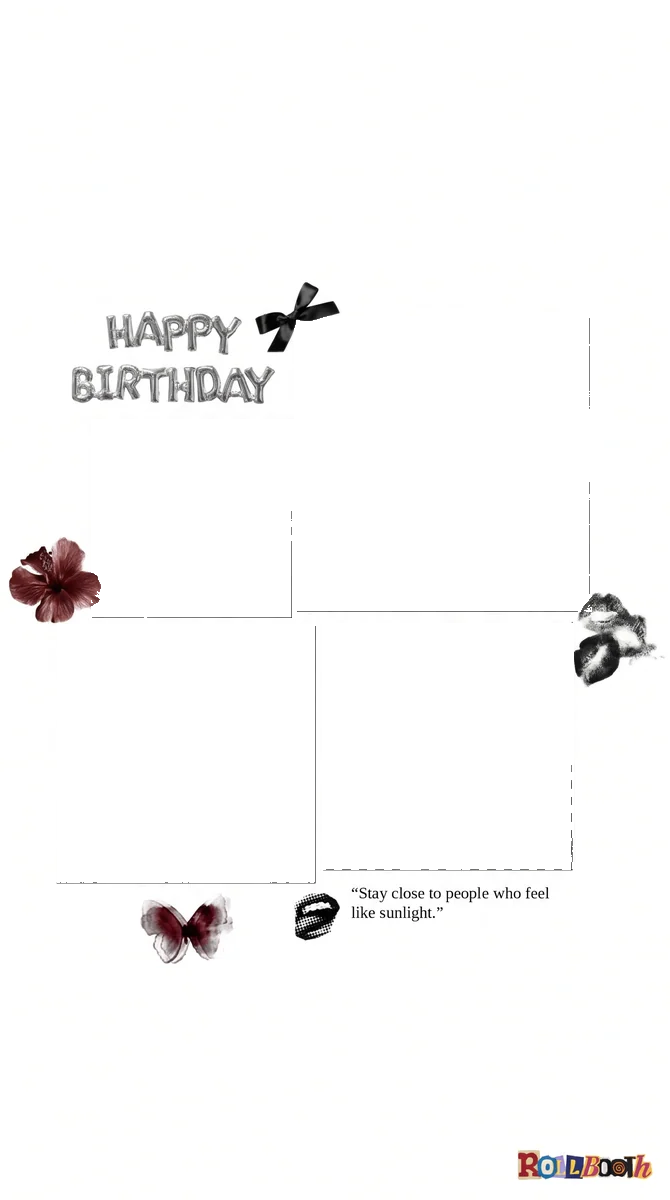 HAPPY
BIRTHDAY
“Stay close to people who feel
like sunlight.”
ROLLBOOTh